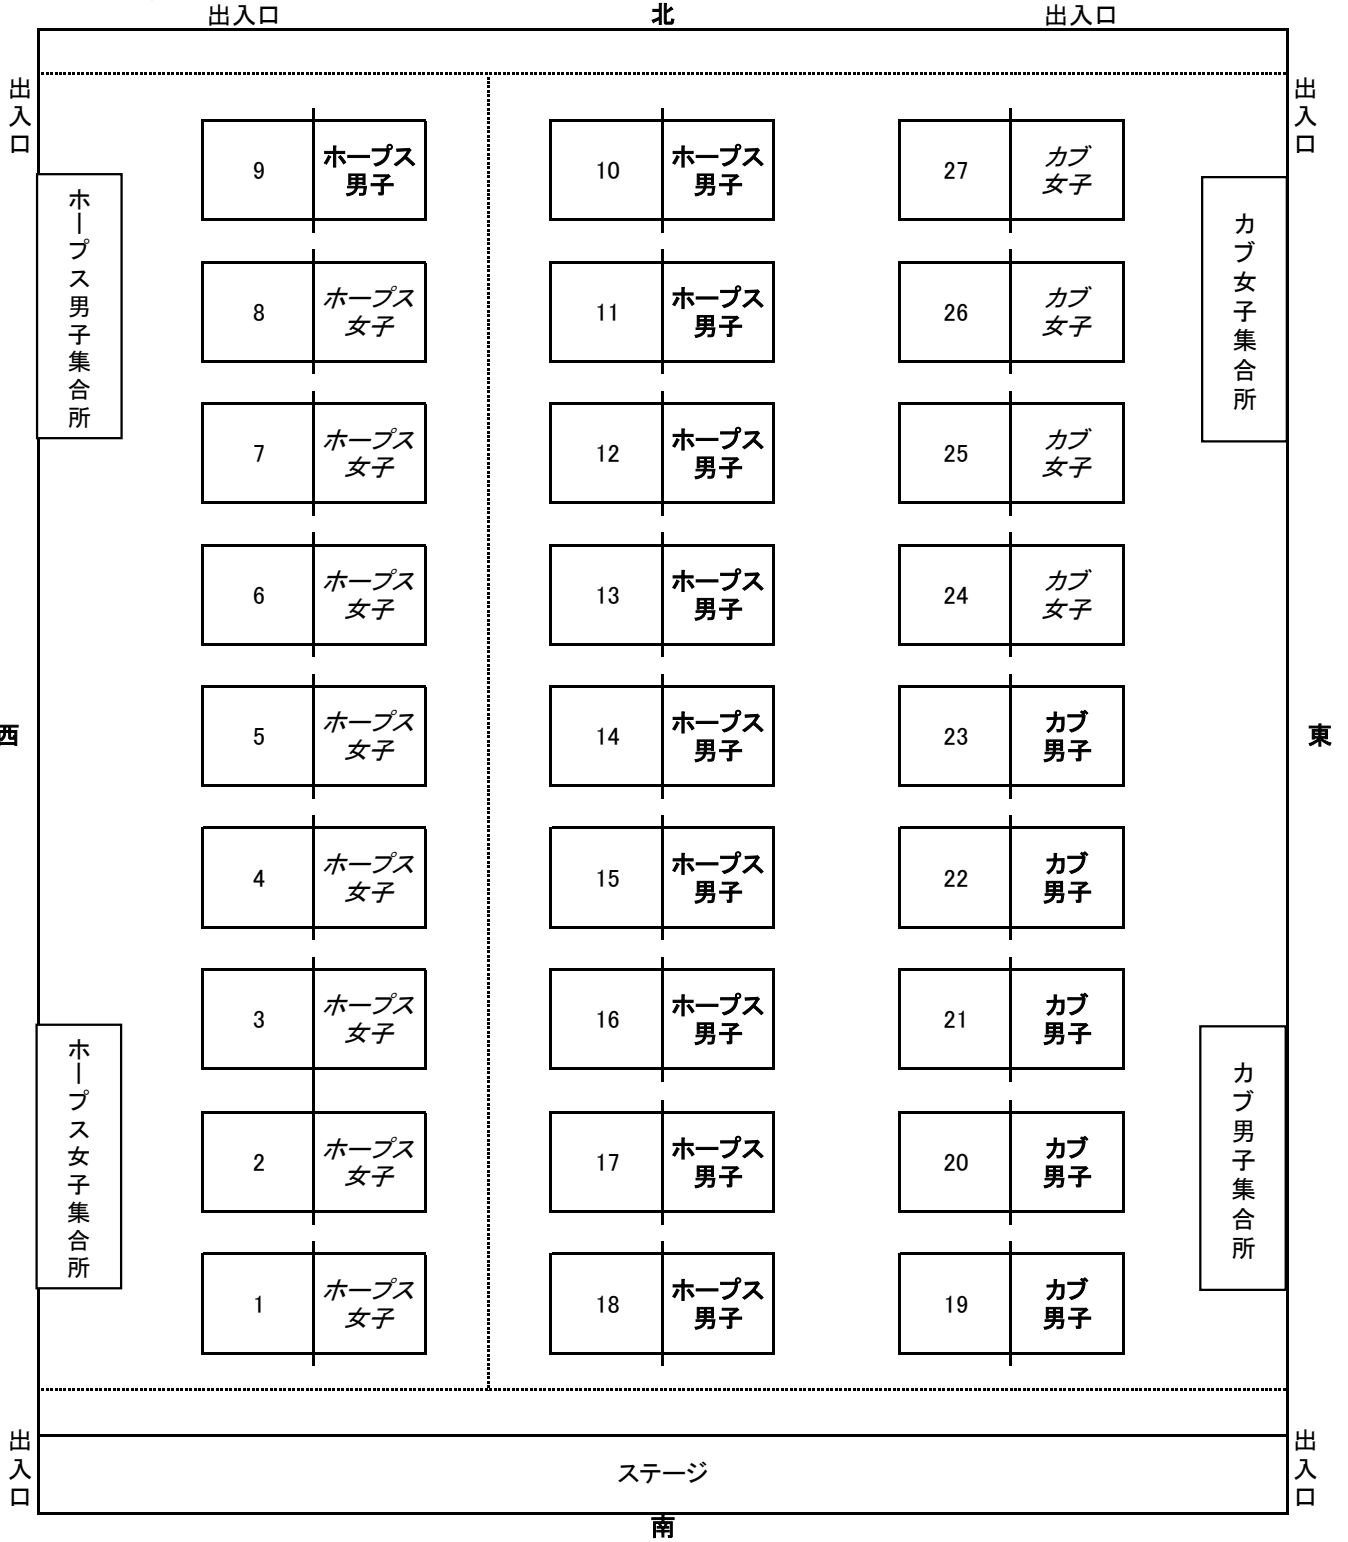 出入口
北
出入口
出入口
出入口
9
ホープス
男子
10
ホープス
男子
27
カブ
女子
ホープス男子集合所
カブ女子集合所
8
ホープス
女子
11
ホープス
男子
26
カブ
女子
7
ホープス
女子
12
ホープス
男子
25
カブ
女子
6
ホープス
女子
13
ホープス
男子
24
カブ
女子
西
5
ホープス
女子
14
ホープス
男子
23
カブ
男子
東
4
ホープス
女子
15
ホープス
男子
22
カブ
男子
3
ホープス
女子
16
ホープス
男子
21
カブ
男子
ホープス女子集合所
カブ男子集合所
2
ホープス
女子
17
ホープス
男子
20
カブ
男子
1
ホープス
女子
18
ホープス
男子
19
カブ
男子
出入口
ステージ
出入口
南